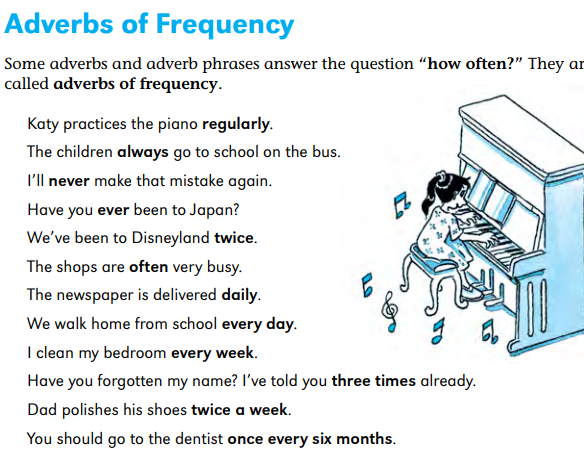 Adverbs of Frequency
Some adverbs and adverb phrases answer the question “how often?” They
called adverbs of frequency.
Katy practices the piano regularly.
The children always go to school on the bus.
I’ll never make that mistake again.
Have you ever been to Japan?
We’ve been to Disneyland twice.
The shops are often very busy.
The newspaper is delivered daily.
We walk home from school every day.
I clean my bedroom every week.
Have you forgotten my name? I’ve told you three times already.
Dad polishes his shoes twice a week.
You should go to the dentist once every six months.